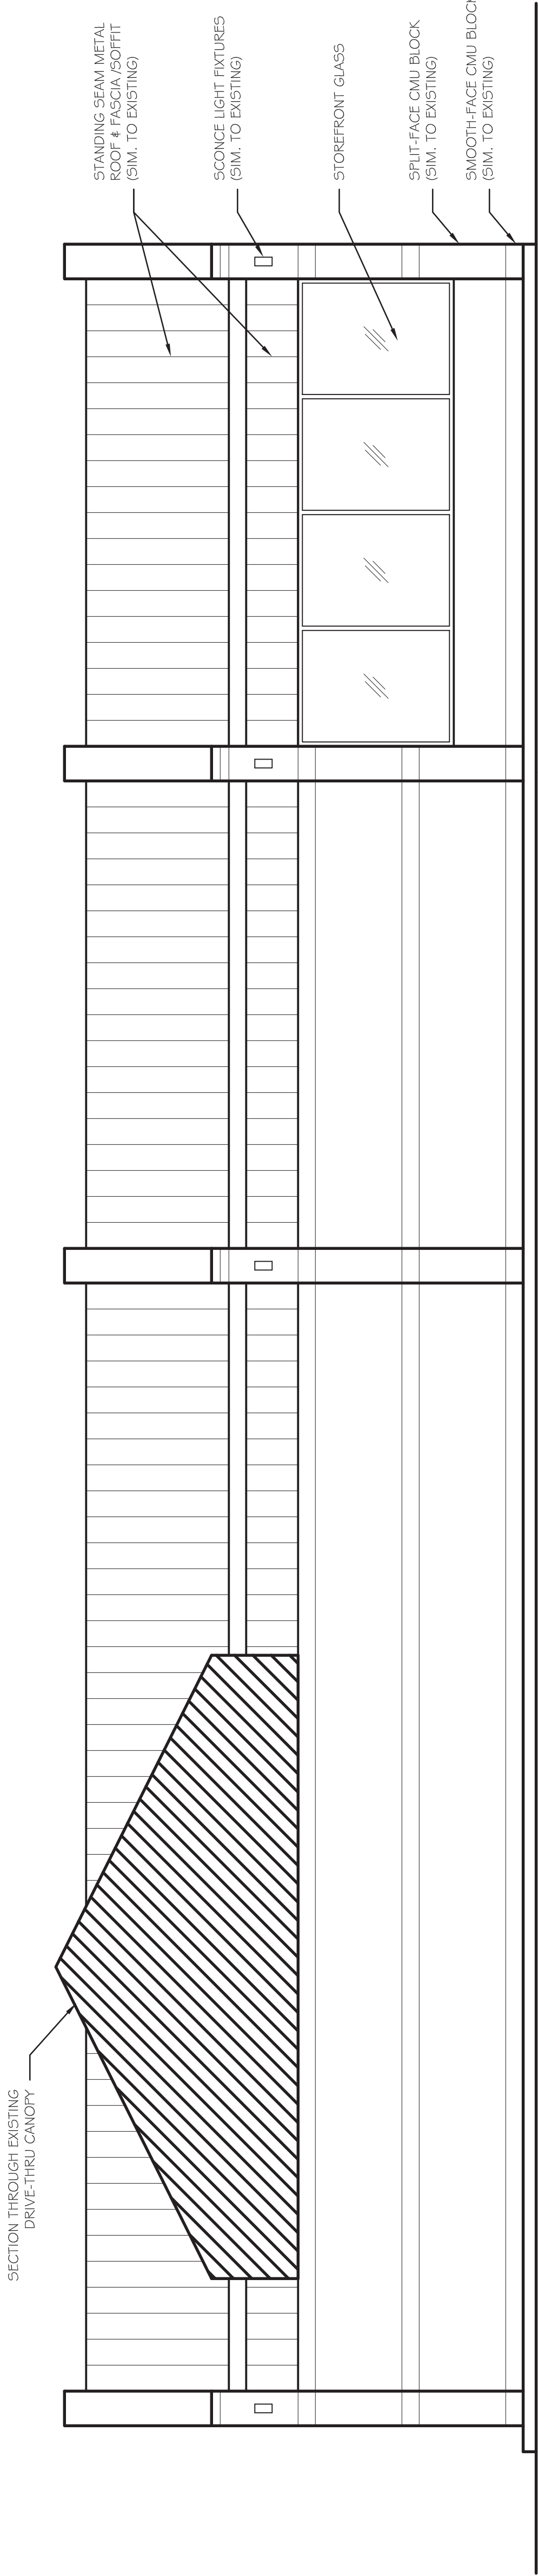 SECTION THROUGH EXISTING
DRIVE-THRU CANOPY
STANDING SEAM METAL
ROOF & FASCIA/SOFFIT
(SIM. TO EXISTING)
SCONCE LIGHT FIXTURES
(SIM. TO EXISTING)
STOREFRONT GLASS
SPLIT-FACE CMU BLOCK
(SIM. TO EXISTING)
SMOOTH-FACE CMU BLOCK
(SIM. TO EXISTING)